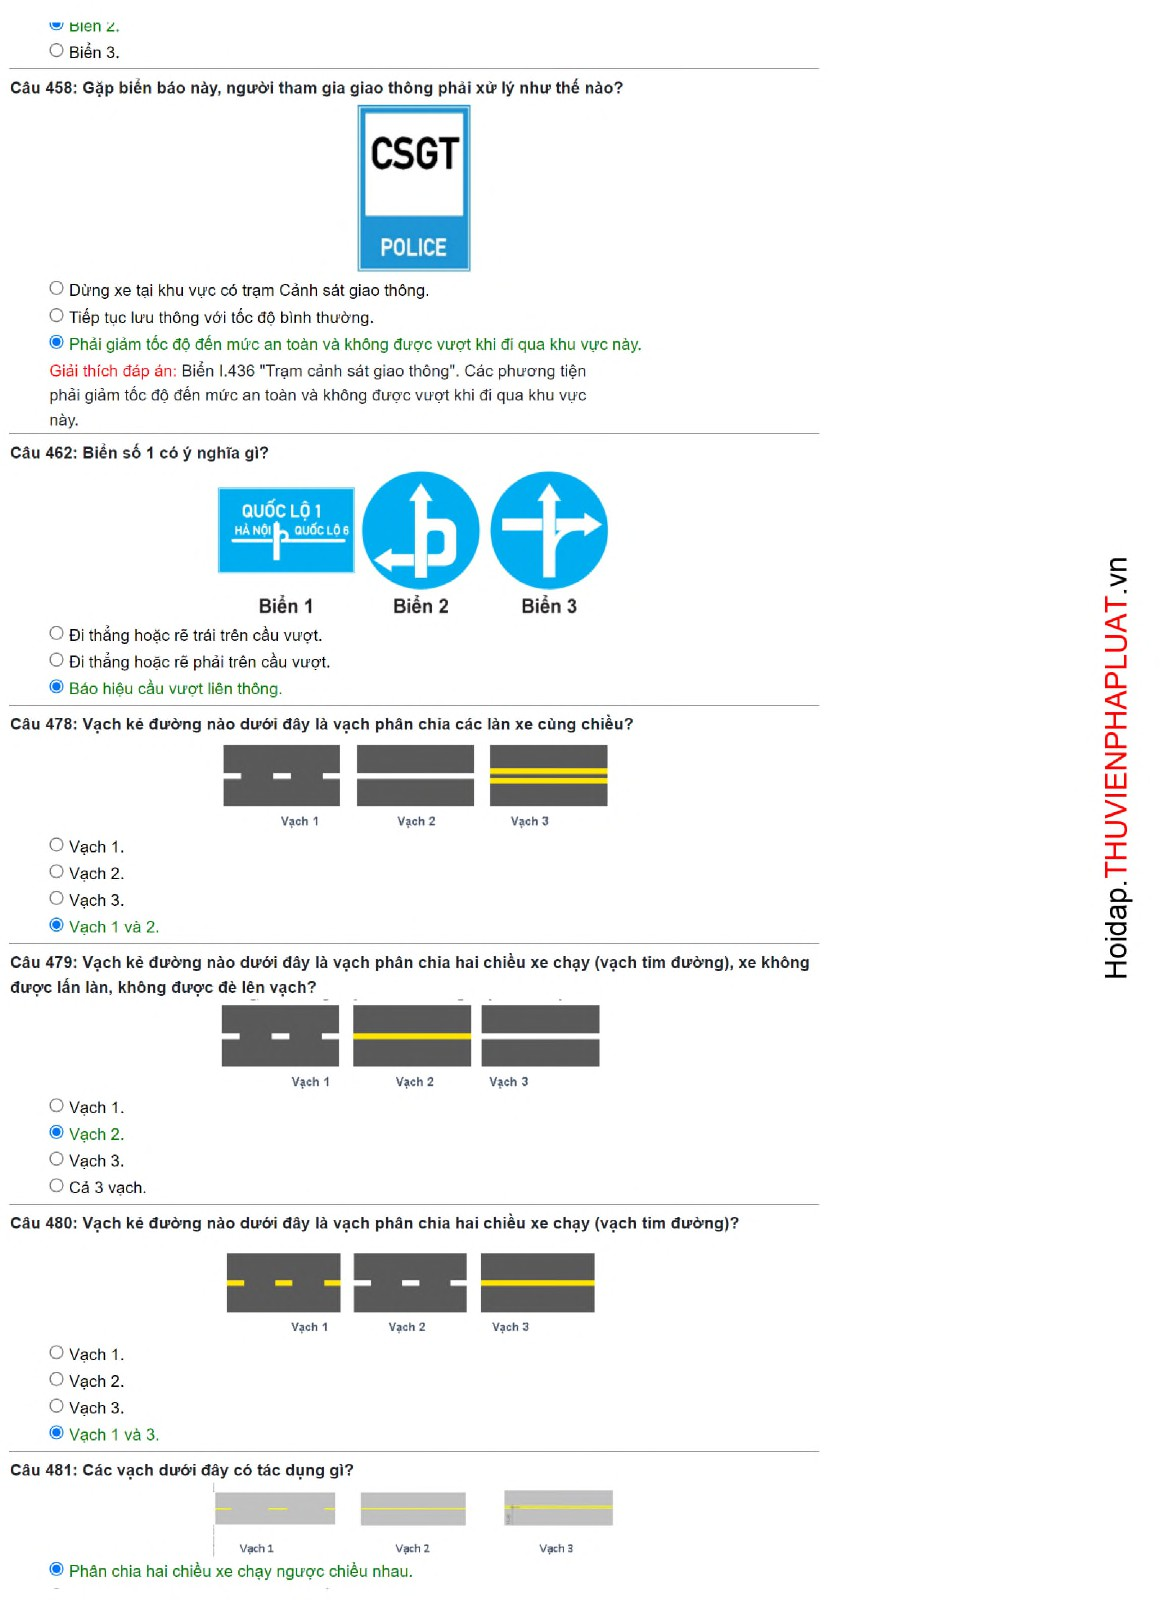 Biển 2.
Biển 3.
Câu 458: Gặp biển báo này, người tham gia giao thông phải xử lý như thế nào?
CSGT
POLICE
Dừng xe tại khu vực có trạm Cảnh sát giao thông.
Tiếp tục lưu thông với tốc độ bình thường.
Phải giảm tốc độ đến mức an toàn và không được vượt khi đi qua khu vực này.
Giải thích đáp án: Biển I.436 "Trạm cảnh sát giao thông". Các phương tiện
phải giảm tốc độ đến mức an toàn và không được vượt khi đi qua khu vực
này.
Câu 462: Biển số 1 có ý nghĩa gì?
QUỐC LỘ 1
HÀ NỘI QUỐC LỘ 6
Biển 1 Biển 2 Biển 3
Đi thẳng hoặc rẽ trái trên cầu vượt.
Đi thẳng hoặc rẽ phải trên cầu vượt.
Báo hiệu cầu vượt liên thông.
Câu 478: Vạch kẻ đường nào dưới đây là vạch phân chia các làn xe cùng chiều?
Vạch 1 Vạch 2 Vạch 3
Vạch 1.
Vạch 2.
Vạch 3.
Vạch 1 và 2.
Câu 479: Vạch kẻ đường nào dưới đây là vạch phân chia hai chiều xe chạy (vạch tim đường), xe không
được lấn làn, không được đè lên vạch?
Vạch 1 Vạch 2 Vạch 3
Vạch 1.
Vạch 2.
Vạch 3.
Cả 3 vạch.
Câu 480: Vạch kẻ đường nào dưới đây là vạch phân chia hai chiều xe chạy (vạch tim đường)?
Vạch 1 Vạch 2 Vạch 3
Vạch 1.
Vạch 2.
Vạch 3.
Vạch 1 và 3.
Câu 481: Các vạch dưới đây có tác dụng gì?
Vạch 1 Vạch 2 Vạch 3
Phân chia hai chiều xe chạy ngược chiều nhau.
Hoidap.THUVIENPHAPLUAT.vn